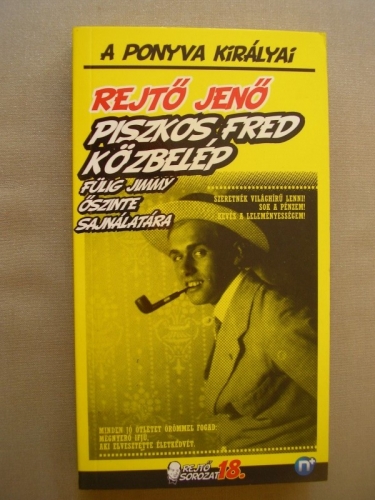 A PONYVA KIRÁLYAI
REJTŐ JENŐ
PISZKOS FRED
KÖZBELÉP
FÜLIG JIMMY
ŐSZINTE
SAJNÁLATÁRA
SZERETNÉK VILÁGHÍRŰ LENNI!
SOK A PÉNZEM!
KEVÉS A LELEMÉNYESSÉGEM!
MINDEN JÓ ÖTLETET ÖRÖMMEL FOGAD:
MEGNYERŐ IFJÚ,
AKI ELVESZTETTE ÉLETKEDVÉT.
REJTŐ
SOROZAT 18.
n